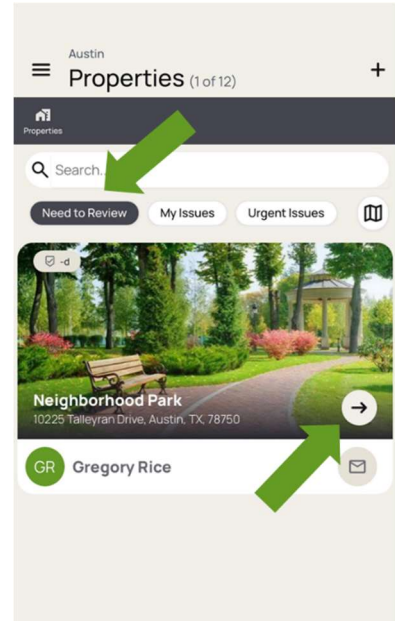 Austin
Properties (1 of 12)
Properties
Search..
Need to Review My Issues Urgent Issues
-d
Neighborhood Park
10225 Talleyran Drive, Austin, TX, 78750
GR Gregory Rice